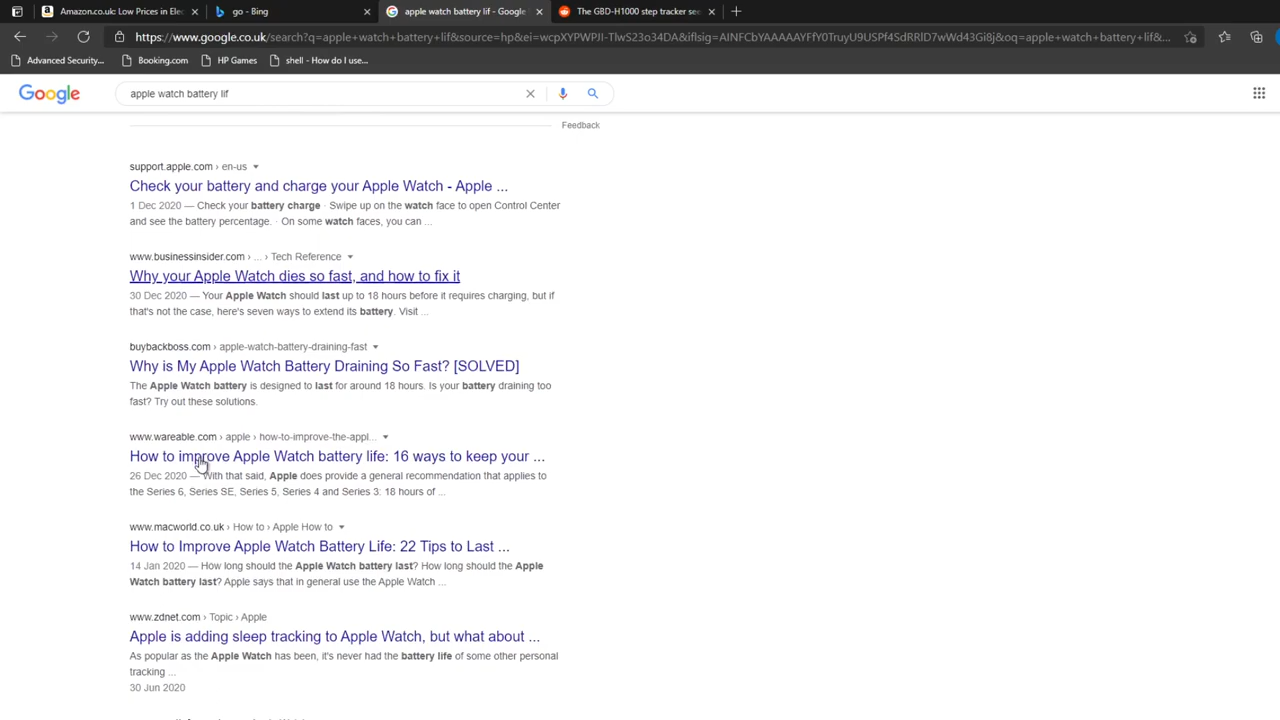 Amazon.co.uk: Low Prices in Elec
go - Bing
apple watch battery lif - Google
The GBD-H1000 step tracker see
https://www.google.co.uk/search?q=apple+watch+battery+lif&source=hp&ei=wcpXYPWPJI-TlwS23o34DA&iflsig=AINFCbYAAAAAYFfY0TruyU9USPf4SdRRlD7wWd43Gi8j&oq=apple+watch+battery+lif&...
Advanced Security...
Booking.com
HP Games
shell - How do I use...
Google
apple watch battery lif
Feedback
support.apple.com › en-us
Check your battery and charge your Apple Watch - Apple ...
1 Dec 2020 — Check your battery charge · Swipe up on the watch face to open Control Center
and see the battery percentage. · On some watch faces, you can ...
www.businessinsider.com › ... › Tech Reference
Why your Apple Watch dies so fast, and how to fix it
30 Dec 2020 — Your Apple Watch should last up to 18 hours before it requires charging, but if
that's not the case, here's seven ways to extend its battery. Visit ...
buybackboss.com › apple-watch-battery-draining-fast
Why is My Apple Watch Battery Draining So Fast? [SOLVED]
The Apple Watch battery is designed to last for around 18 hours. Is your battery draining too
fast? Try out these solutions.
www.wareable.com › apple › how-to-improve-the-appl...
How to improve Apple Watch battery life: 16 ways to keep your ...
26 Dec 2020 — With that said, Apple does provide a general recommendation that applies to
the Series 6, Series SE, Series 5, Series 4 and Series 3: 18 hours of ...
www.macworld.co.uk › How to › Apple How to
How to Improve Apple Watch Battery Life: 22 Tips to Last ...
14 Jan 2020 — How long should the Apple Watch battery last? How long should the Apple
Watch battery last? Apple says that in general use the Apple Watch ...
www.zdnet.com › Topic › Apple
Apple is adding sleep tracking to Apple Watch, but what about ...
As popular as the Apple Watch has been, it's never had the battery life of some other personal
tracking ...
30 Jun 2020